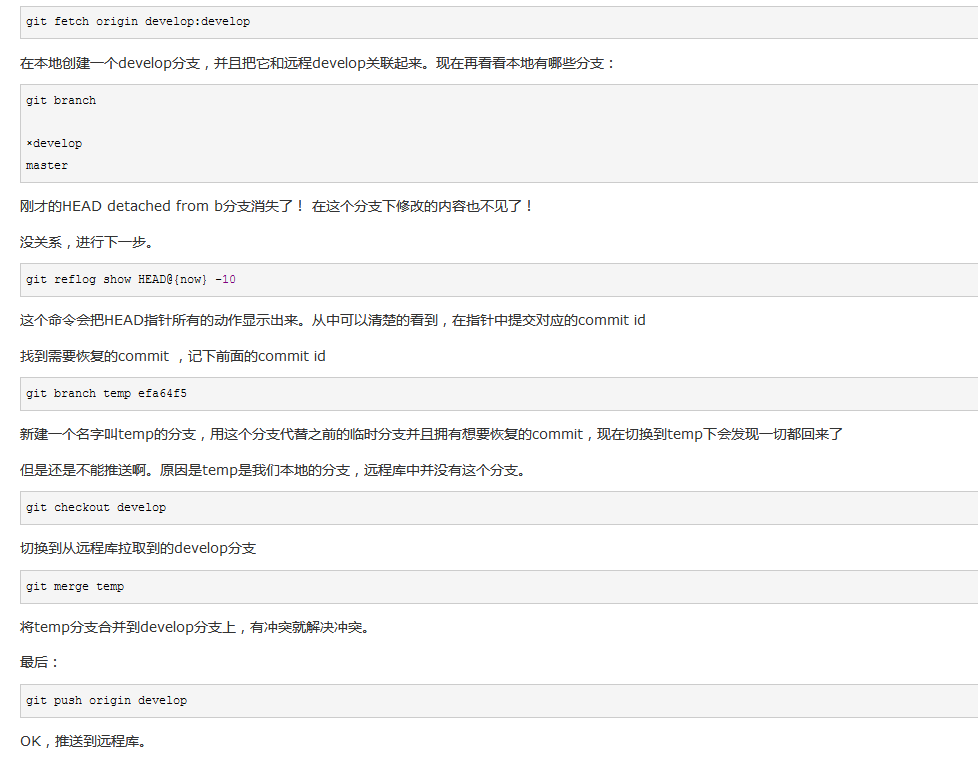 git fetch origin develop:develop
在本地创建一个develop分支，并且把它和远程develop关联起来。现在再看看本地有哪些分支：
git branch
*develop
master
刚才的HEAD detached from b分支消失了！ 在这个分支下修改的内容也不见了！
没关系，进行下一步。
git reflog show HEAD@{now} -10
这个命令会把HEAD指针所有的动作显示出来。从中可以清楚的看到，在指针中提交对应的commit id
找到需要恢复的commit ，记下前面的commit id
git branch temp efa64f5
新建一个名字叫temp的分支，用这个分支代替之前的临时分支并且拥有想要恢复的commit，现在切换到temp下会发现一切都回来了
但是还是不能推送啊。原因是temp是我们本地的分支，远程库中并没有这个分支。
git checkout develop
切换到从远程库拉取到的develop分支
git merge temp
将temp分支合并到develop分支上，有冲突就解决冲突。
最后：
git push origin develop
OK，推送到远程库。